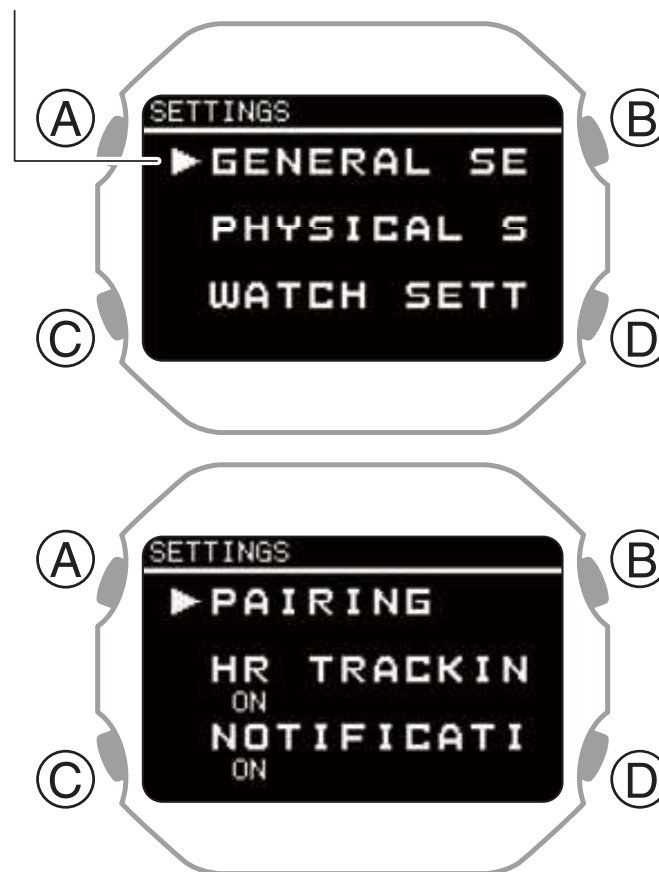 A
B
SETTINGS
▶GENERAL SE
PHYSICAL S
WATCH SETT
C
D
A
B
SETTINGS
▶PAIRING
HR TRACKIN
ON
NOTIFICATI
ON
C
D